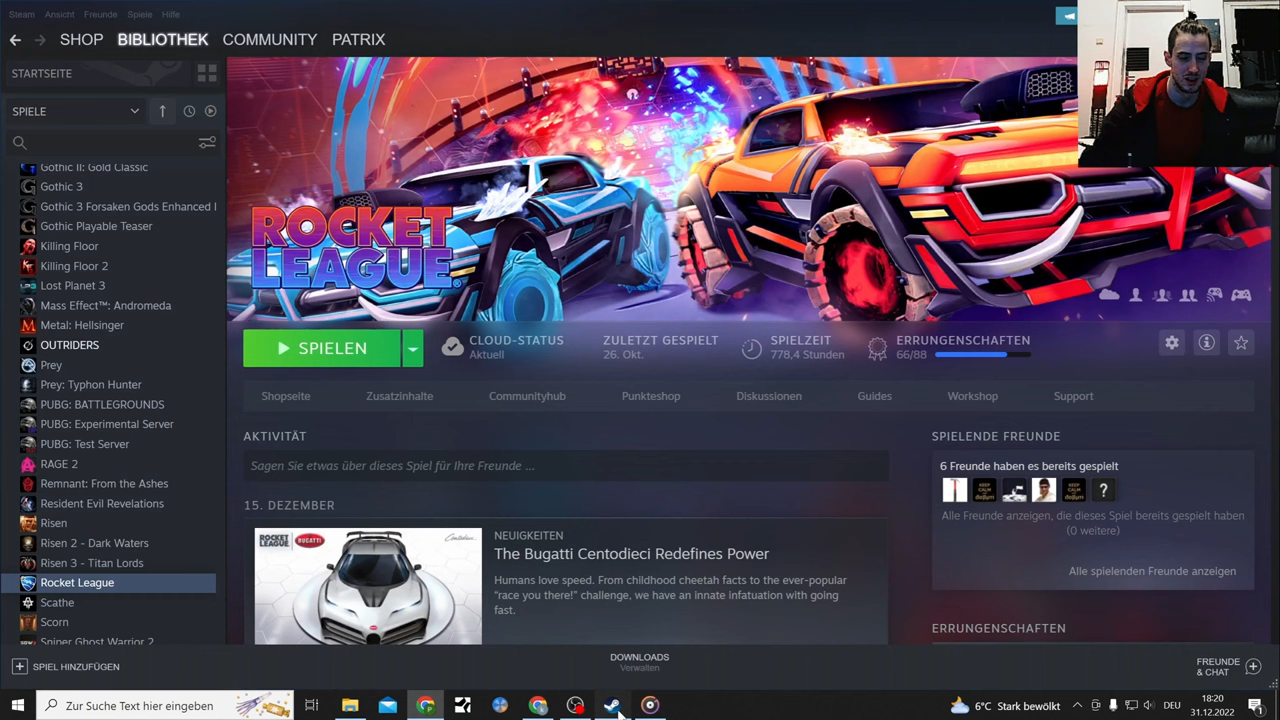 Steam Ansicht Freunde Spiele Hilfe
SHOP BIBLIOTHEK COMMUNITY PATRIX
STARTSEITE
SPIELE
Gothic II: Gold Classic
Gothic 3
Gothic 3 Forsaken Gods Enhanced
Gothic Playable Teaser
Killing Floor
Killing Floor 2
Lost Planet 3
Mass Effect™: Andromeda
Metal: Hellsinger
OUTRIDERS
Prey
Prey: Typhon Hunter
PUBG: BATTLEGROUNDS
PUBG: Experimental Server
PUBG: Test Server
RAGE 2
Remnant: From the Ashes
Resident Evil Revelations
Risen
Risen 2 - Dark Waters
Risen 3 - Titan Lords
Rocket League
Scathe
Scorn
Sniper Ghost Warrior 2
SPIEL HINZUFÜGEN
ROCKET
LEAGUE
SPIELEN
CLOUD-STATUS
Aktuell
ZULETZT GESPIELT
26. Okt.
SPIELZEIT
778,4 Stunden
ERRUNGENSCHAFTEN
66/88
Shopseite Zusatzinhalte Communityhub Punkteshop Diskussionen Guides Workshop Support
AKTIVITÄT
Sagen Sie etwas über dieses Spiel für Ihre Freunde ...
15. DEZEMBER
ROCKET LEAGUE BUGATTI Centodieci
NEUIGKEITEN
The Bugatti Centodieci Redefines Power
Humans love speed. From childhood cheetah facts to the ever-popular
“race you there!” challenge, we have an innate infatuation with going
fast.
SPIELENDE FREUNDE
6 Freunde haben es bereits gespielt
Alle Freunde anzeigen, die dieses Spiel bereits gespielt haben
(0 weitere)
Alle spielenden Freunde anzeigen
ERRUNGENSCHAFTEN
DOWNLOADS
Verwalten
FREUNDE
& CHAT
Zur Suche Text hier eingeben
6°C Stark bewölkt
DEU
18:20
31.12.2022